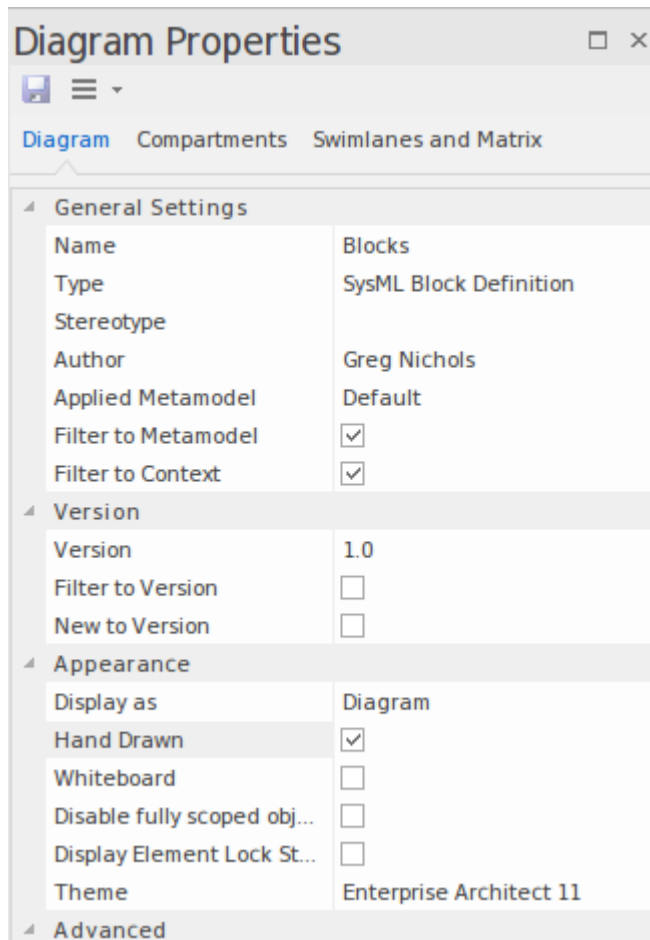 Diagram Properties
Diagram Compartments Swimlanes and Matrix
General Settings
Name Blocks
Type SysML Block Definition
Stereotype
Author Greg Nichols
Applied Metamodel Default
Filter to Metamodel
Filter to Context
Version
Version 1.0
Filter to Version
New to Version
Appearance
Display as Diagram
Hand Drawn
Whiteboard
Disable fully scoped obj...
Display Element Lock St...
Theme Enterprise Architect 11
Advanced